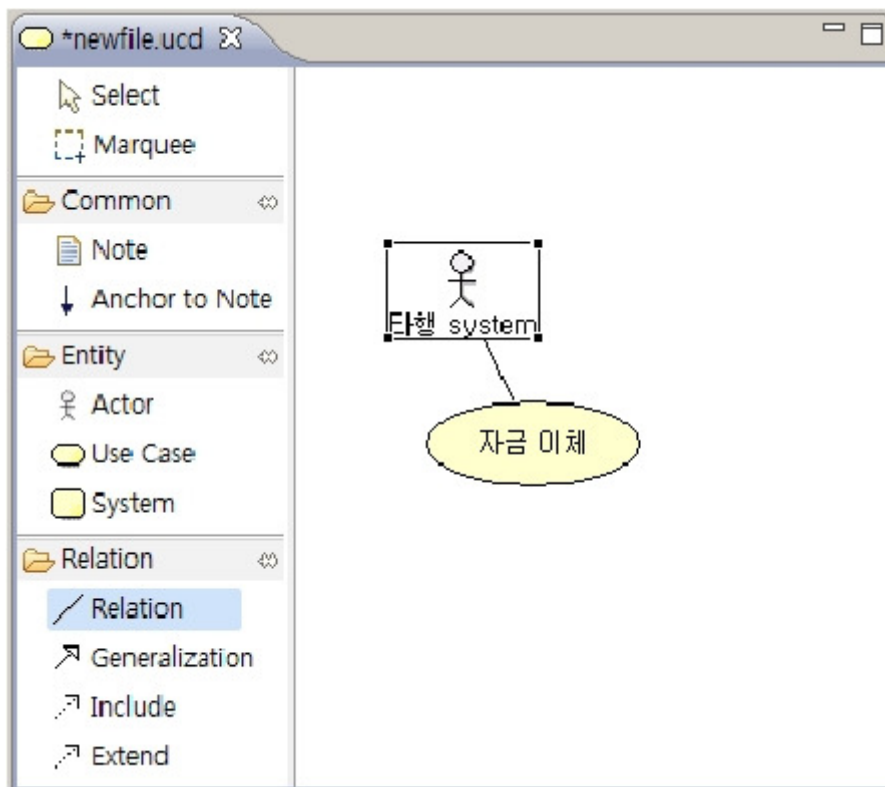 *newfile.ucd
Select
Marquee
Common
Note
Anchor to Note
Entity
Actor
Use Case
System
Relation
Relation
Generalization
Include
Extend
타행 system
자금 이체